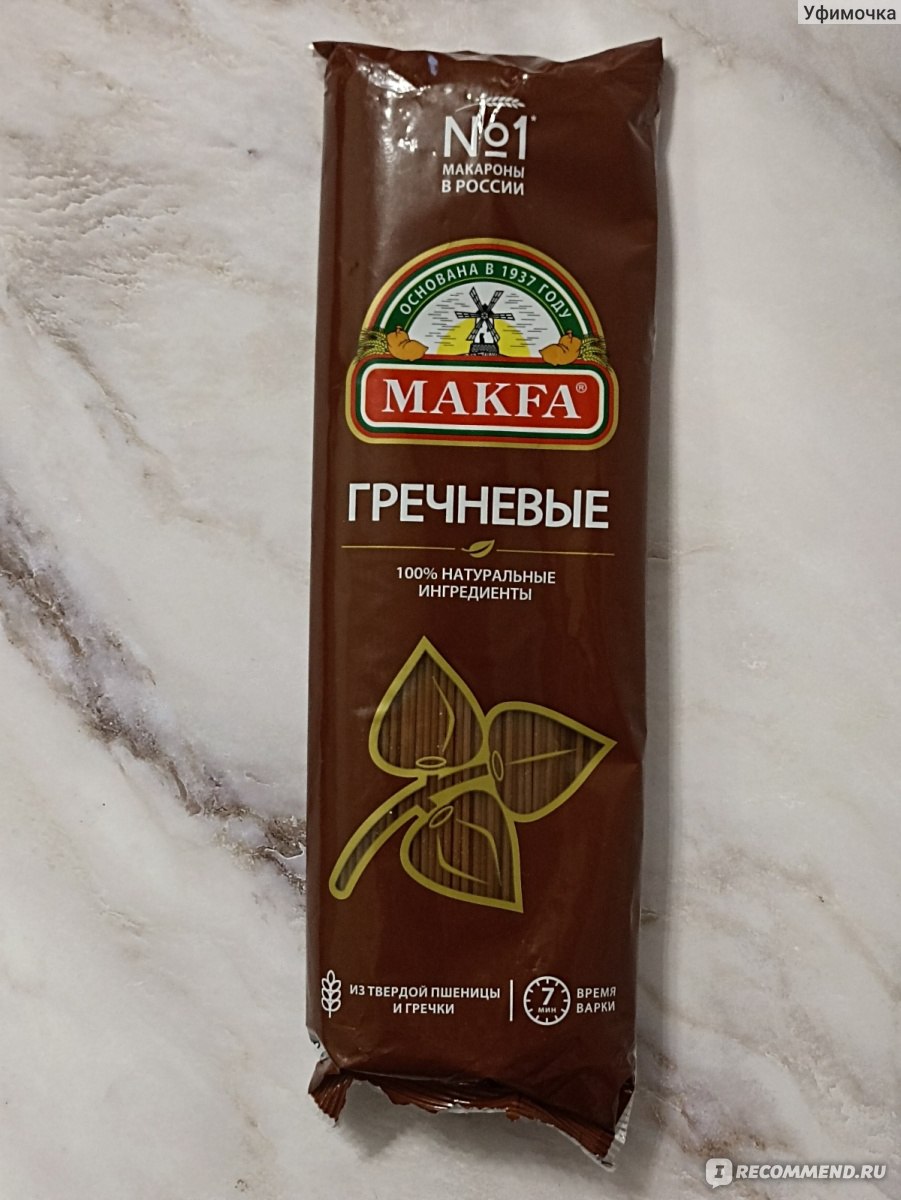 Уфимочка
№1*
МАКАРОНЫ
В РОССИИ
ОСНОВАНА В 1937 ГОДУ
MAKFA®
ГРЕЧНЕВЫЕ
100% НАТУРАЛЬНЫЕ
ИНГРЕДИЕНТЫ
ИЗ ТВЕРДОЙ ПШЕНИЦЫ
И ГРЕЧКИ
7
МИН
ВРЕМЯ
ВАРКИ
IRECOMMEND.RU